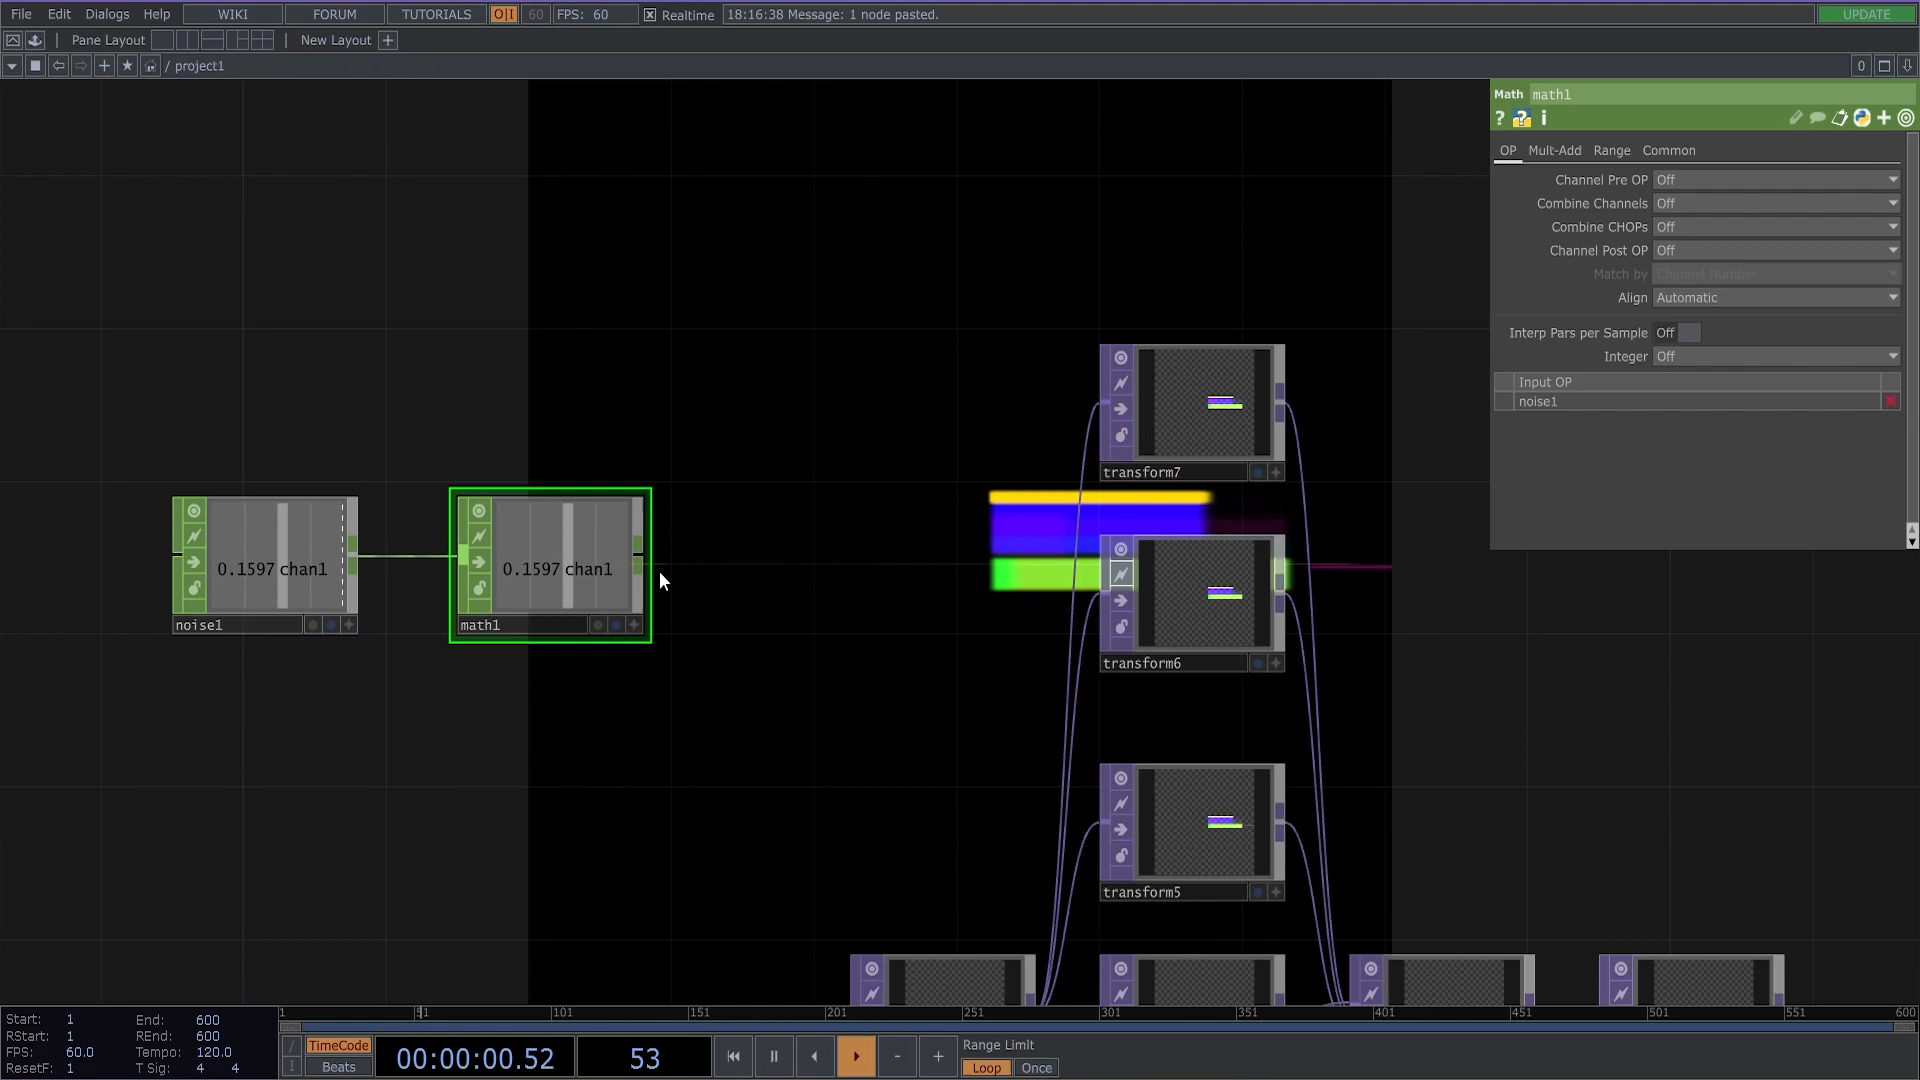 File Edit Dialogs Help WIKI FORUM TUTORIALS O|I 60 FPS: 60 Realtime 18:16:38 Message: 1 node pasted. UPDATE
Pane Layout New Layout +
/ project1 0
Math math1
? ? i
OP Mult-Add Range Common
Channel Pre OP Off
Combine Channels Off
Combine CHOPs Off
Channel Post OP Off
Match by Channel Number
Align Automatic
Interp Pars per Sample Off
Integer Off
Input OP
noise1
transform7
0.1597 chan1
noise1
0.1597 chan1
math1
transform6
transform5
1 51 101 151 201 251 301 351 401 451 501 551 600
Start: 1 End: 600
RStart: 1 REnd: 600
FPS: 60.0 Tempo: 120.0
ResetF: 1 T Sig: 4 4
TimeCode
Beats
00:00:00.52 53
- +
Range Limit
Loop Once